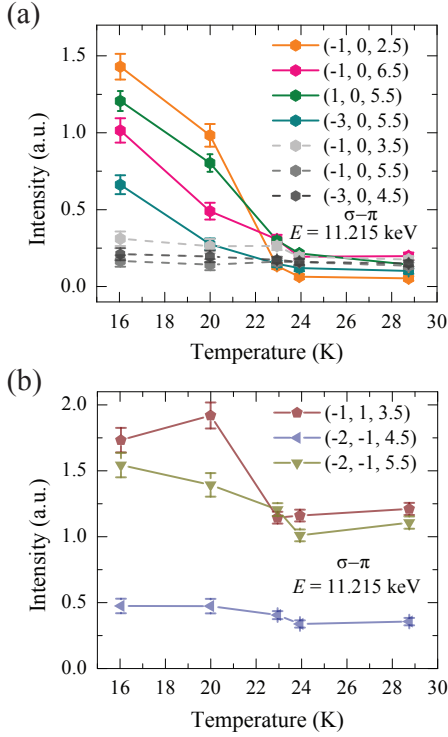 (a)
1.5
1.0
0.5
0.0
Intensity (a.u.)
(-1, 0, 2.5)
(-1, 0, 6.5)
(1, 0, 5.5)
(-3, 0, 5.5)
(-1, 0, 3.5)
(-1, 0, 5.5)
(-3, 0, 4.5)
σ−π
E = 11.215 keV
16 18 20 22 24 26 28 30
Temperature (K)
(b)
2.0
1.5
1.0
0.5
0.0
Intensity (a.u.)
(-1, 1, 3.5)
(-2, -1, 4.5)
(-2, -1, 5.5)
σ−π
E = 11.215 keV
16 18 20 22 24 26 28 30
Temperature (K)